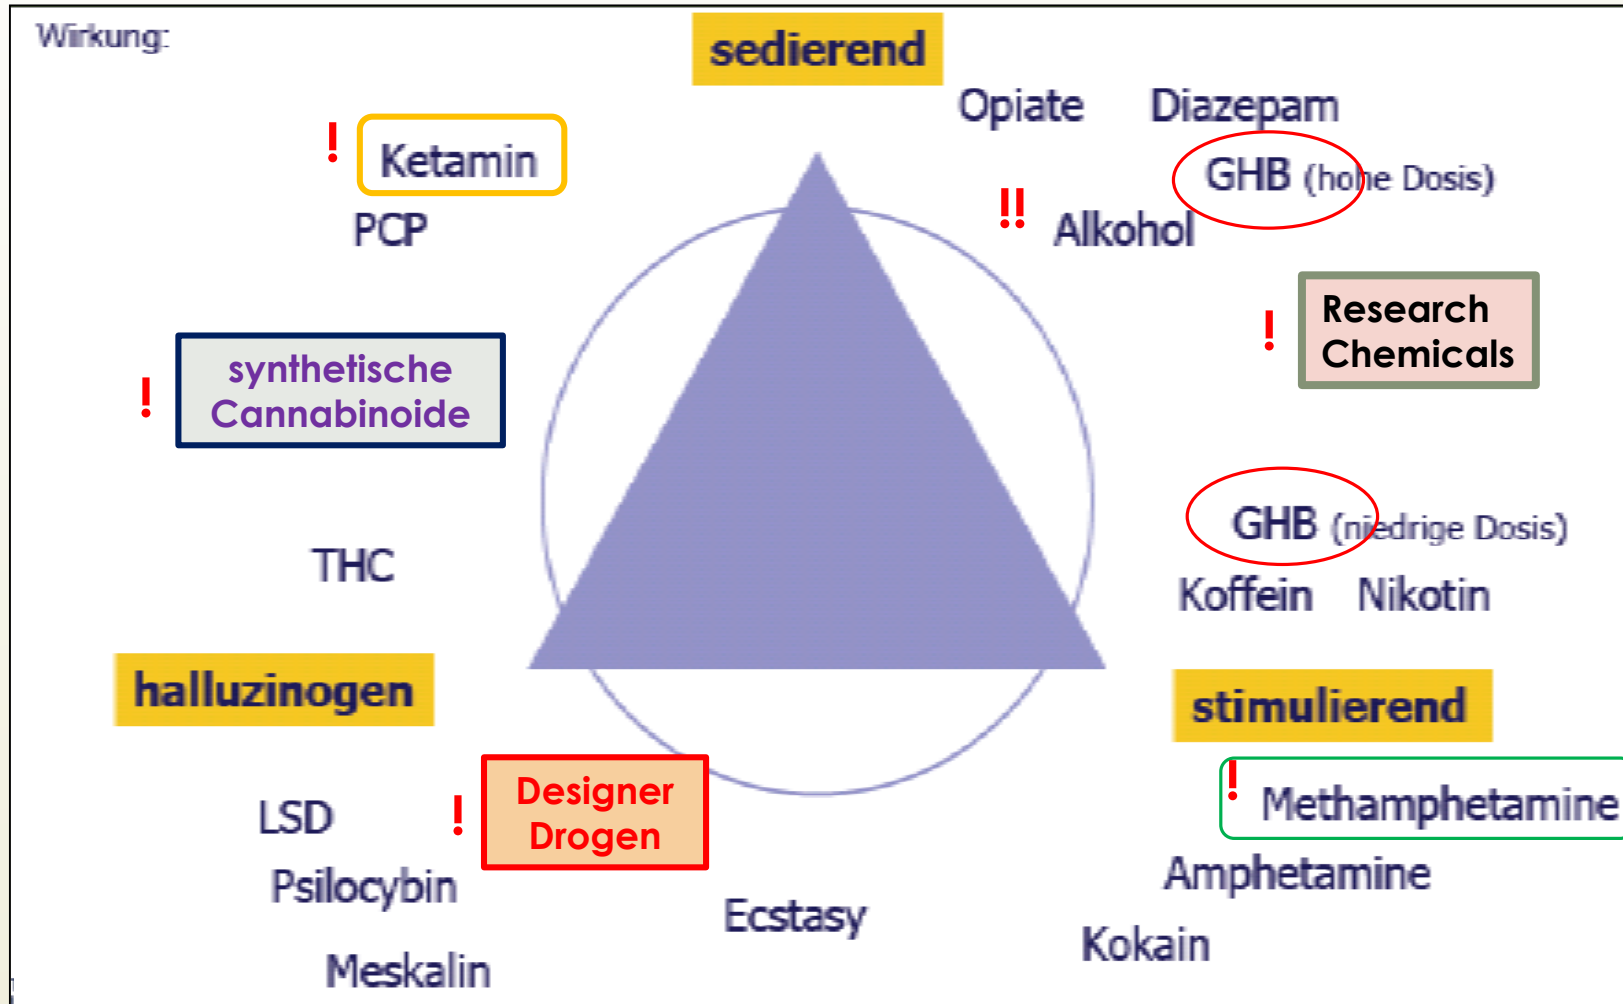 Wirkung:
sedierend
Opiate Diazepam
! Ketamin
GHB (hohe Dosis)
PCP
!! Alkohol
! Research
Chemicals
! synthetische
Cannabinoide
GHB (niedrige Dosis)
THC
Koffein Nikotin
halluzinogen
stimulierend
! Methamphetamine
LSD
! Designer
Drogen
Psilocybin
Amphetamine
Ecstasy
Kokain
Meskalin